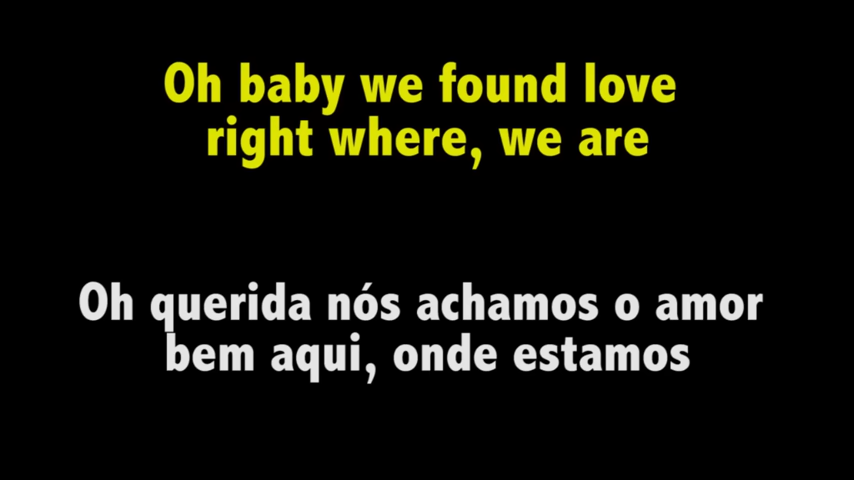 Oh baby we found love
right where, we are
Oh querida nós achamos o amor
bem aqui, onde estamos